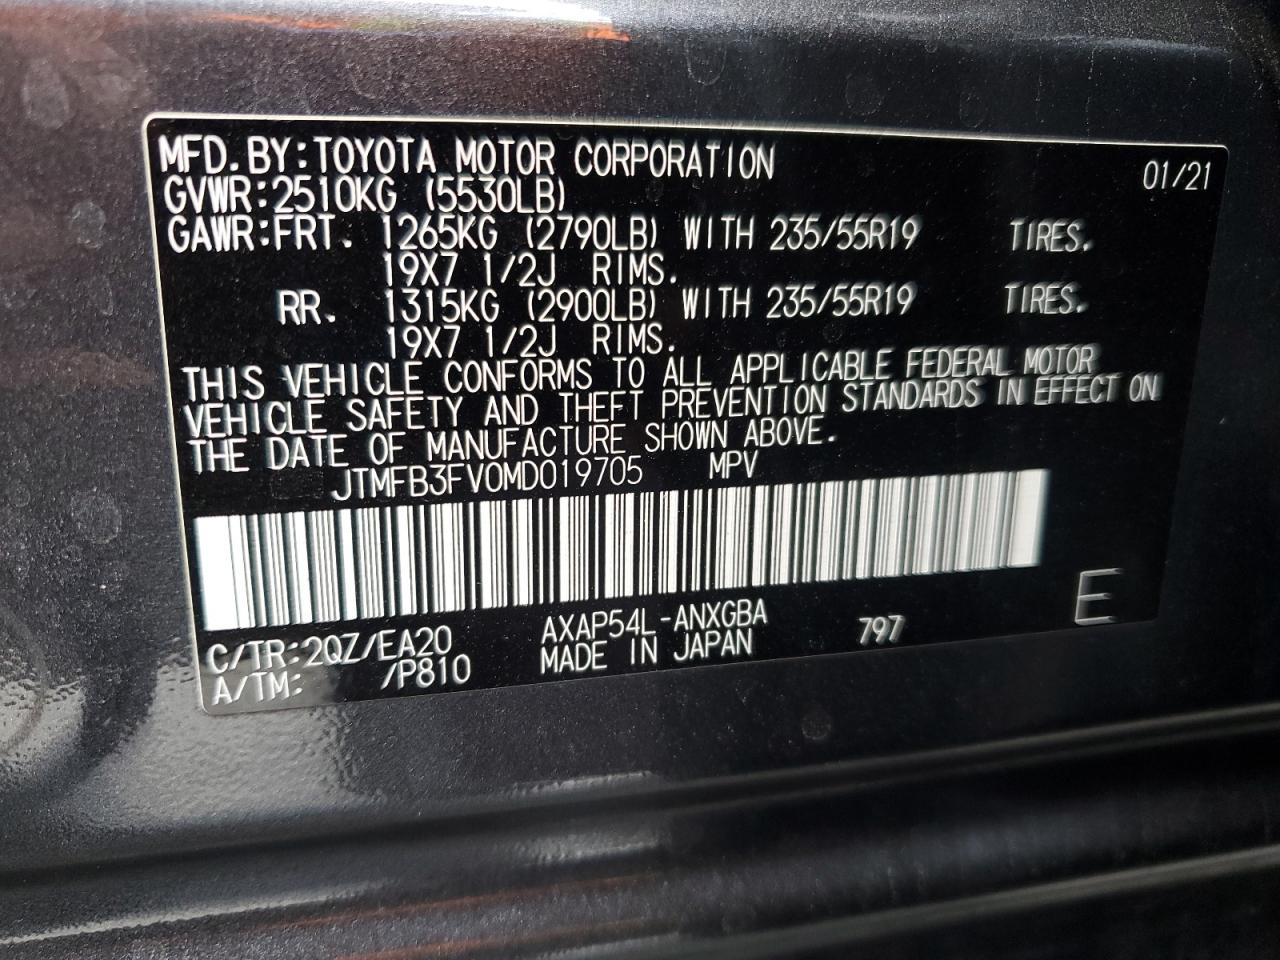 MFD.BY:TOYOTA MOTOR CORPORATION 01/21
GVWR:2510KG (5530LB)
GAWR:FRT. 1265KG (2790LB) WITH 235/55R19 TIRES.
19X7 1/2J RIMS.
RR. 1315KG (2900LB) WITH 235/55R19 TIRES.
19X7 1/2J RIMS.
THIS VEHICLE CONFORMS TO ALL APPLICABLE FEDERAL MOTOR
VEHICLE SAFETY AND THEFT PREVENTION STANDARDS IN EFFECT ON
THE DATE OF MANUFACTURE SHOWN ABOVE.
JTMFB3FV0MD019705 MPV
C/TR:2QZ/EA20 AXAP54L-ANXGBA 797 E
A/TM: /P810 MADE IN JAPAN